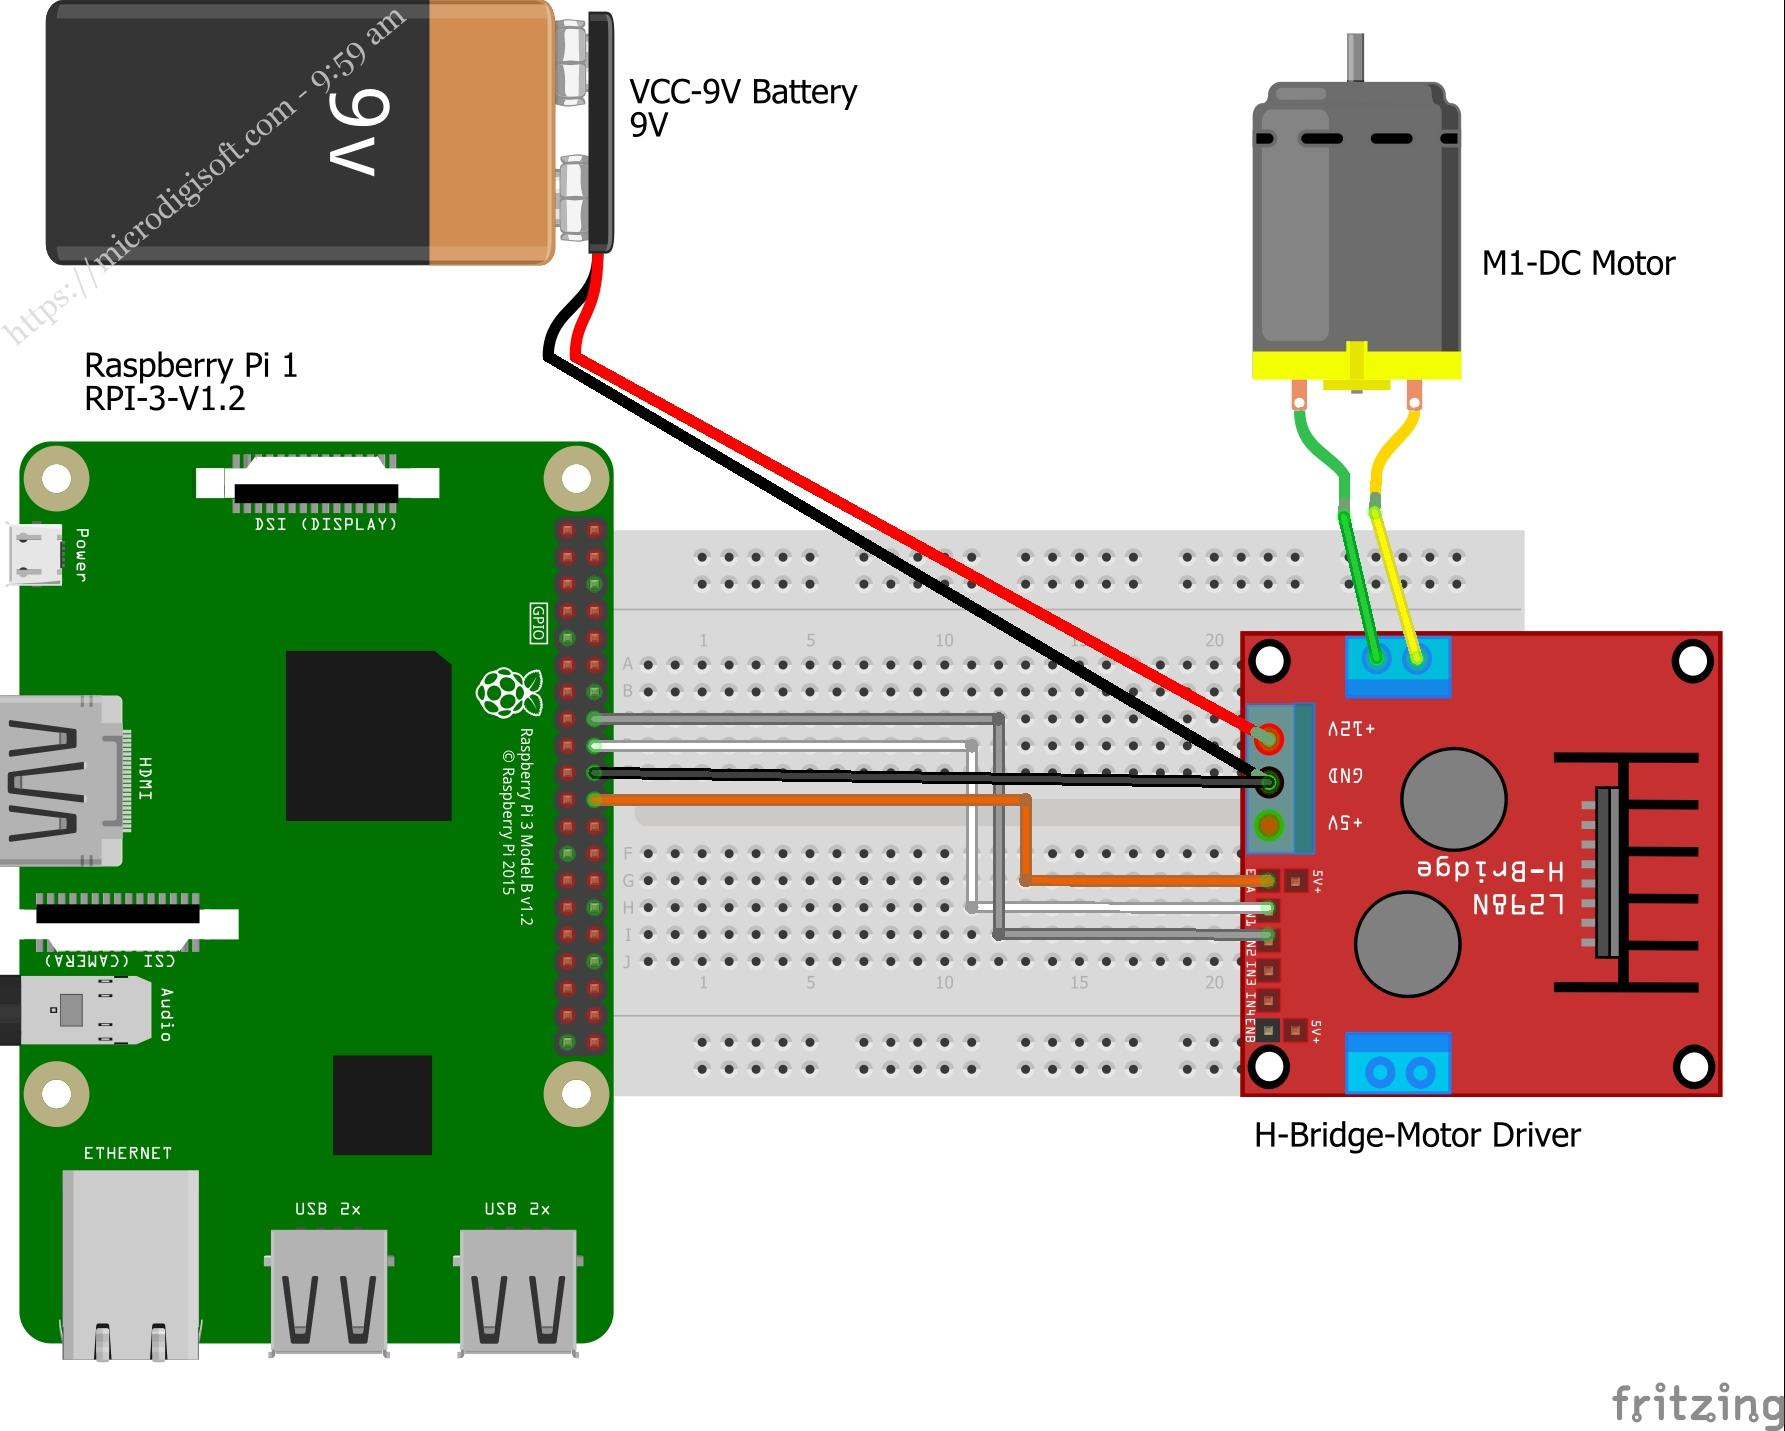 https://microdigisoft.com - 9:59 am
9v
VCC-9V Battery
9V
M1-DC Motor
Raspberry Pi 1
RPI-3-V1.2
DSI (DISPLAY)
Power
GPIO
HDMI
Raspberry Pi 3 Model B v1.2
© Raspberry Pi 2015
CSI (CAMERA)
Audio
ETHERNET
USB 2x
USB 2x
1
5
10
15
20
A
B
F
G
H
I
J
1
5
10
15
20
+12V
GND
+5V
L298N
H-Bridge
5V+
IN3
IN4
ENB
5V+
H-Bridge-Motor Driver
fritzing